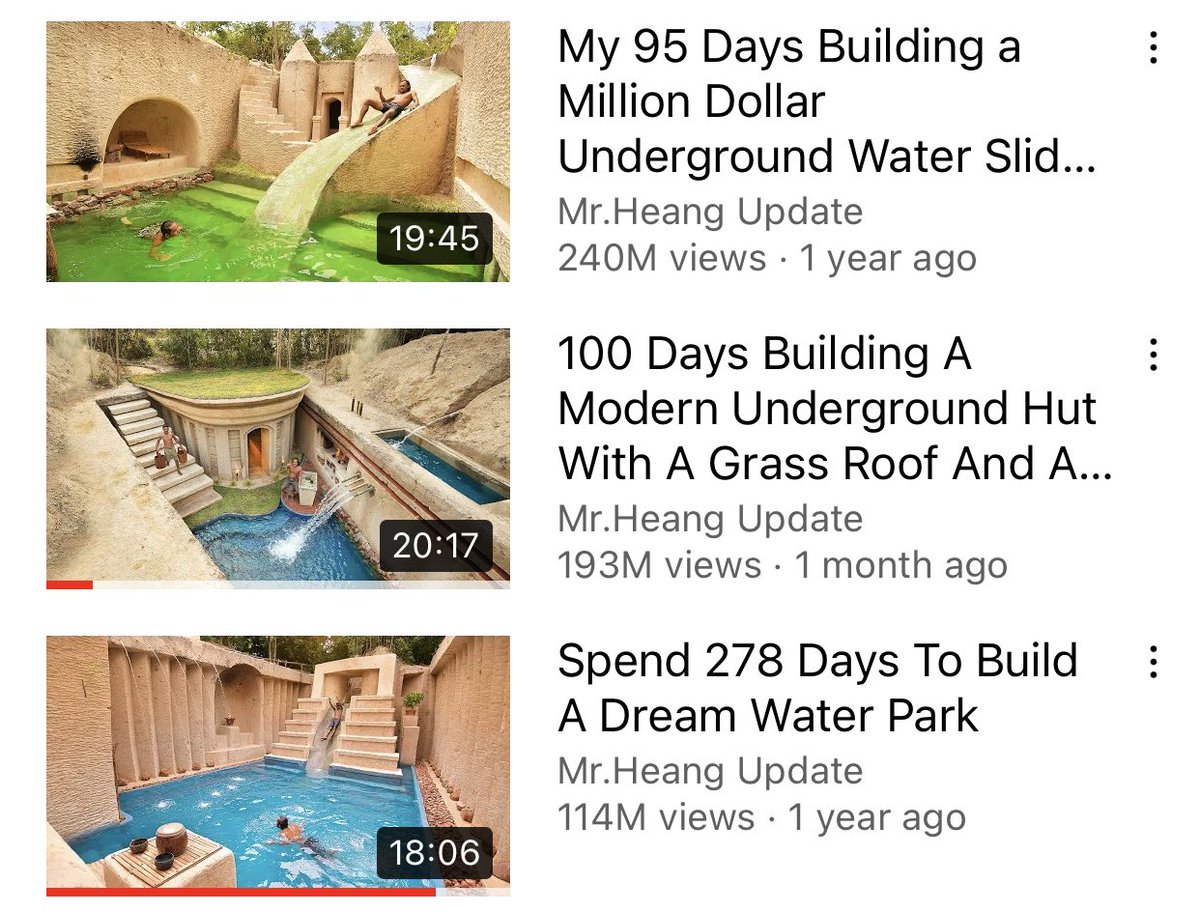 My 95 Days Building a
Million Dollar
Underground Water Slid...
Mr.Heang Update
240M views · 1 year ago
19:45
100 Days Building A
Modern Underground Hut
With A Grass Roof And A...
Mr.Heang Update
193M views · 1 month ago
20:17
Spend 278 Days To Build
A Dream Water Park
Mr.Heang Update
114M views · 1 year ago
18:06